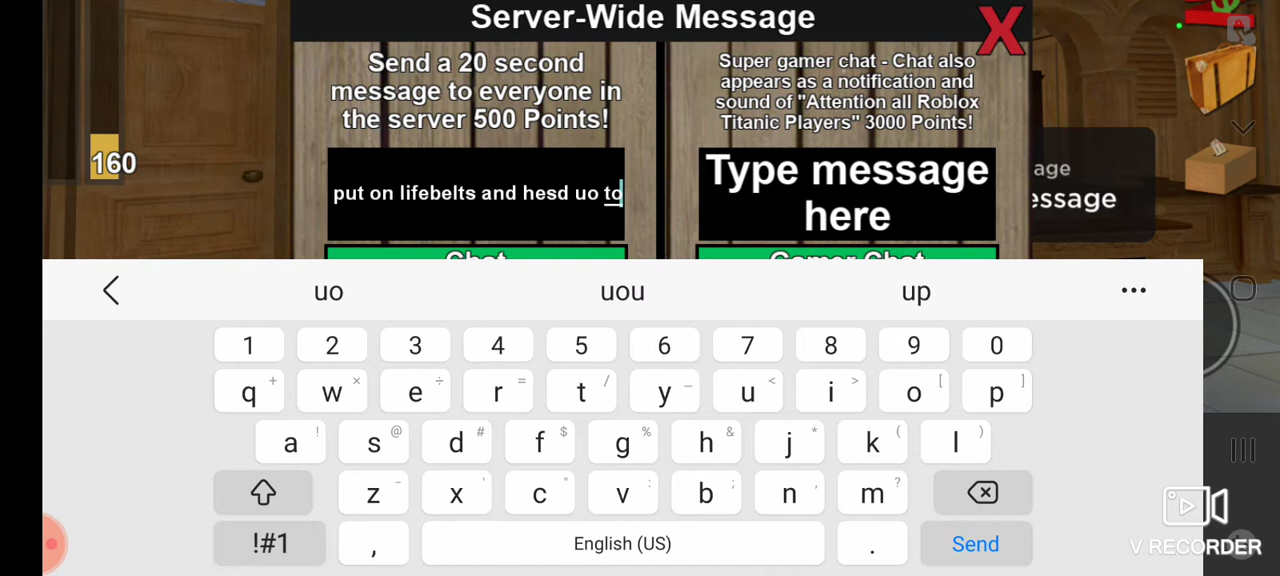 Server-Wide Message
X
Send a 20 second
message to everyone in
the server 500 Points!
Super gamer chat - Chat also
appears as a notification and
sound of "Attention all Roblox
Titanic Players" 3000 Points!
160
put on lifebelts and hesd uo to
Type message
here
age
essage
Chat
Gamer Chat
uo uou up
1 2 3 4 5 6 7 8 9 0
q + w × e ÷ r = t / y _ u < i > o [ p ]
a ! s @ d # f $ g % h & j * k ( l )
z - x ' c " v : b ; n , m ?
!#1 , English (US) . Send
V RECORDER